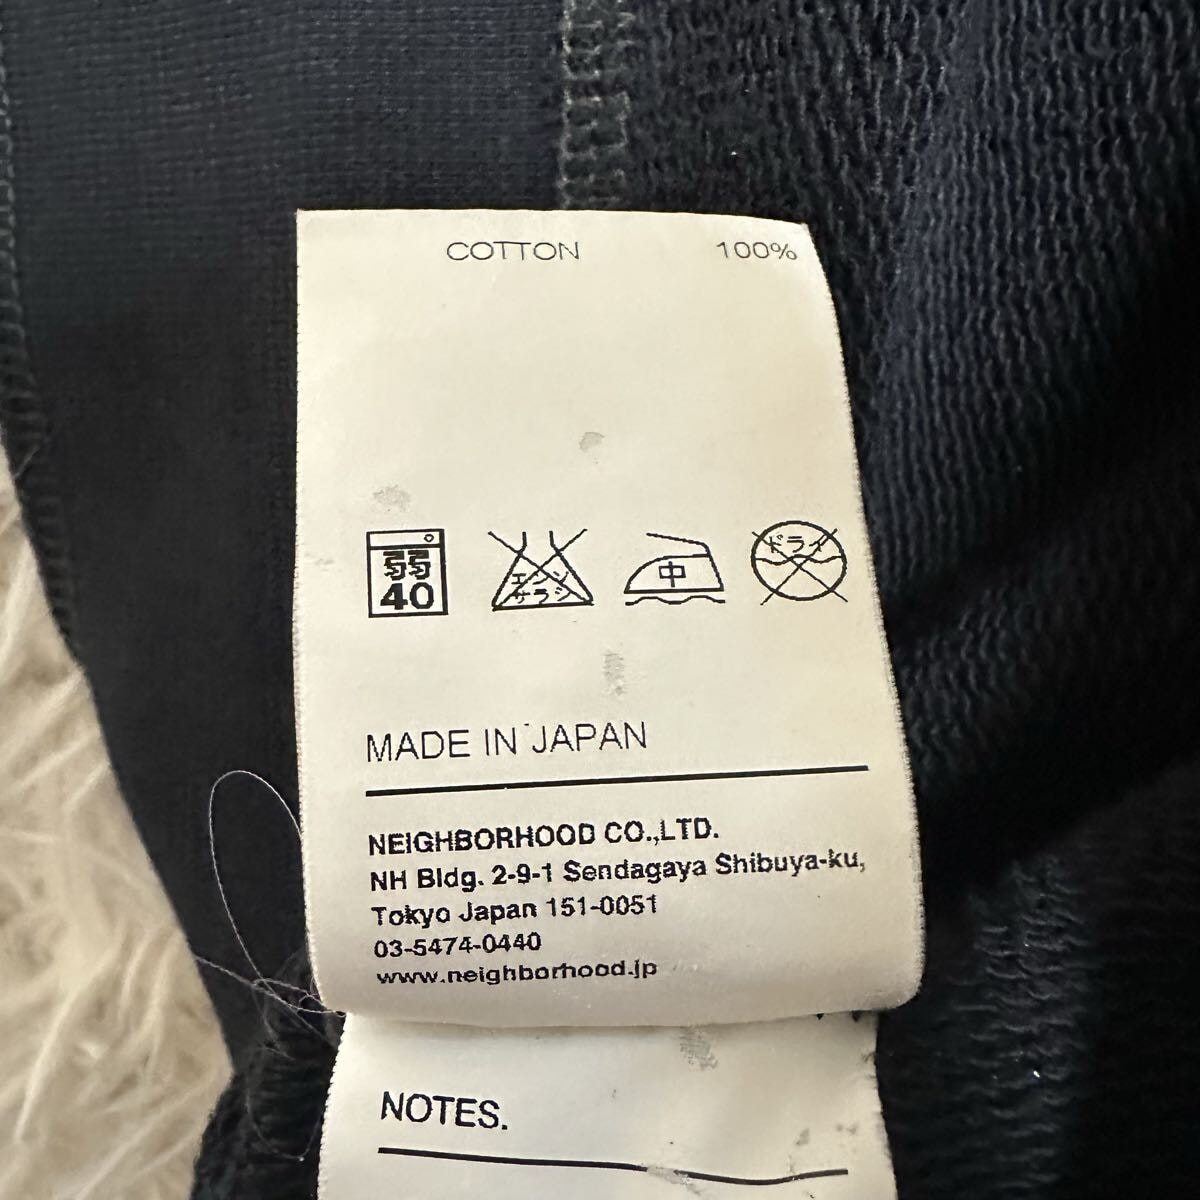 COTTON 100%
弱
40
エンソ
サラシ
中
ドライ
MADE IN JAPAN
NEIGHBORHOOD CO.,LTD.
NH Bldg. 2-9-1 Sendagaya Shibuya-ku,
Tokyo Japan 151-0051
03-5474-0440
www.neighborhood.jp
NOTES.